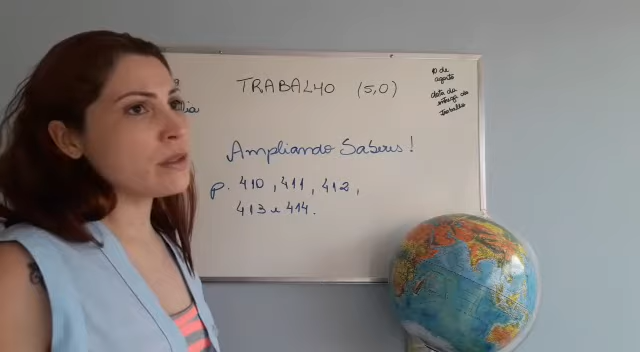 TRABALHO (5,0)
Ampliando Saberes!
p. 410, 411, 412,
413 e 414.
10 de
agosto
data da
entrega do
trabalho